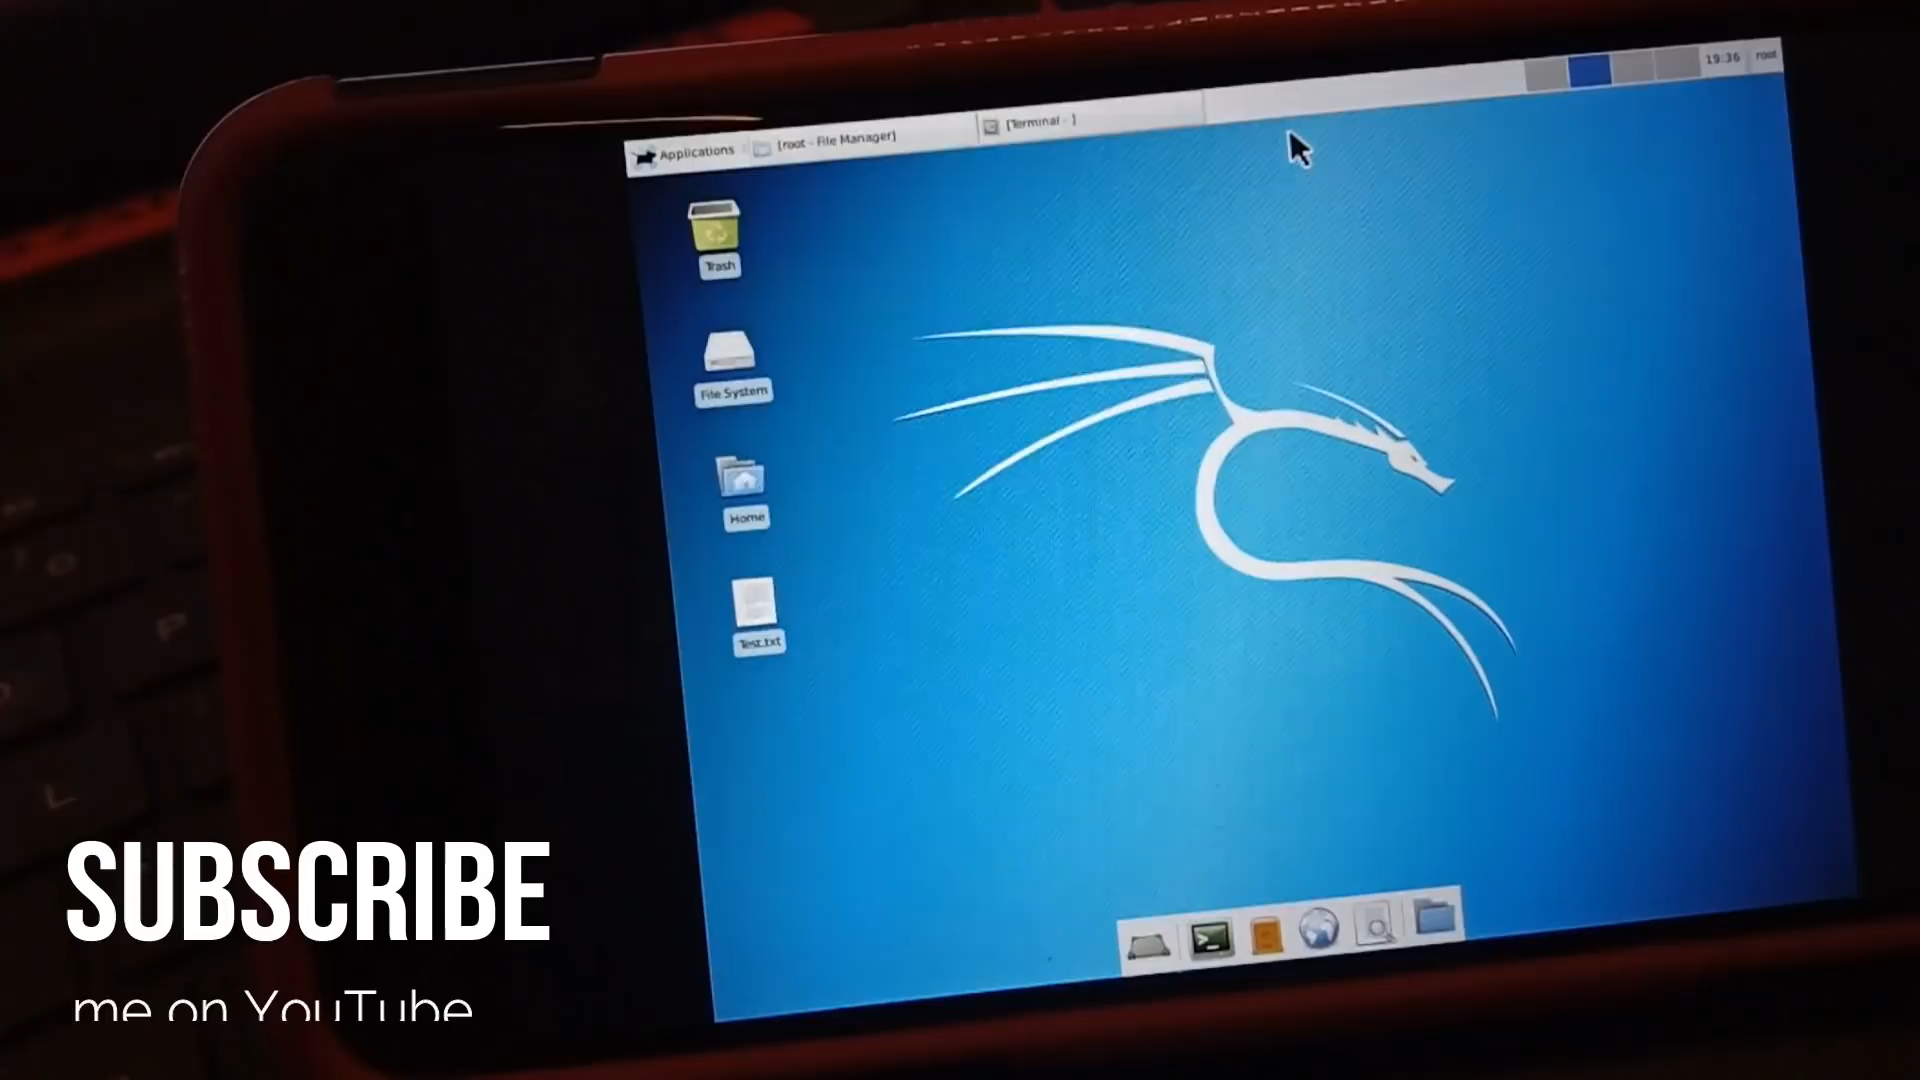 Applications
[root - File Manager]
[Terminal - ]
19:36
root
Trash
File System
Home
Test.txt
O
P
L
SUBSCRIBE
me on YouTube